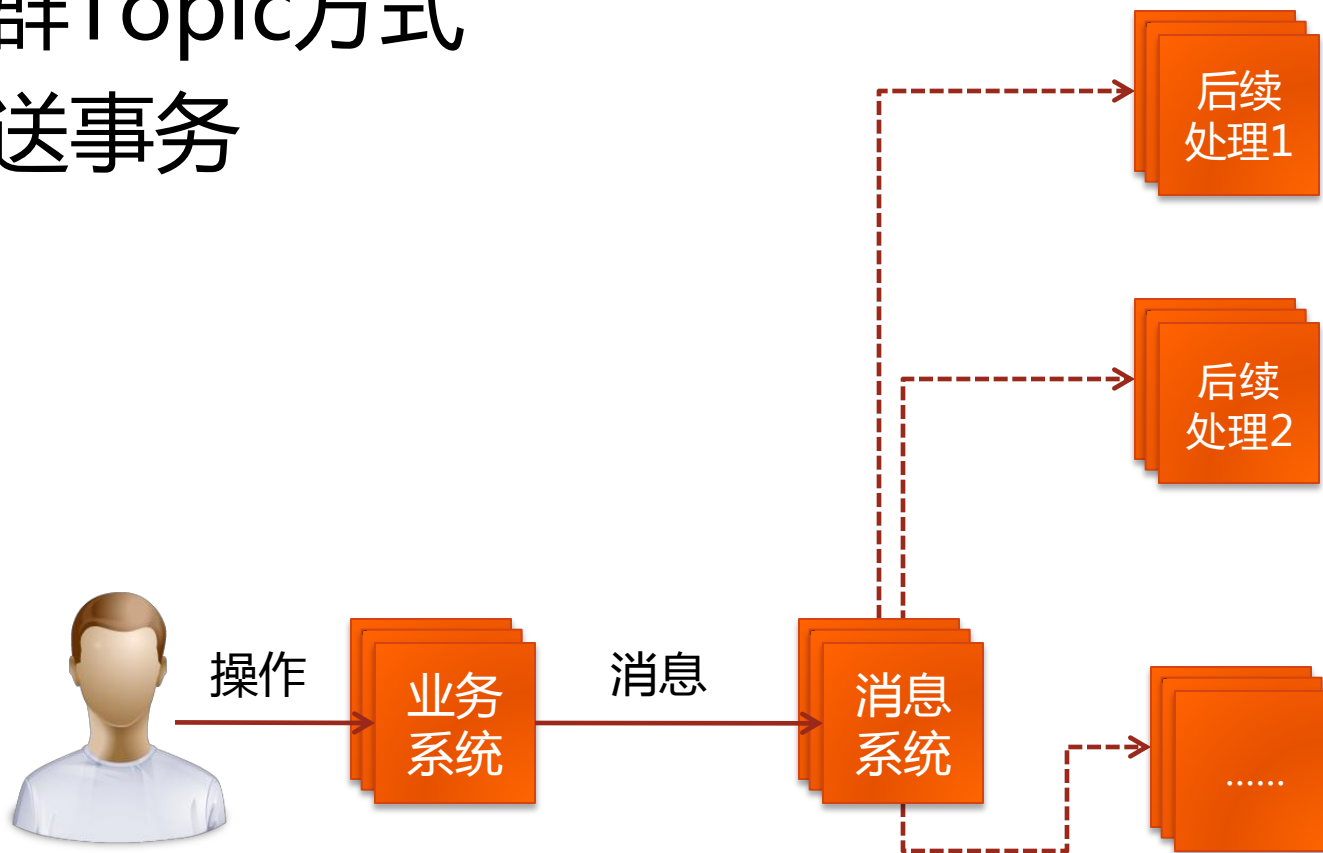 群Topic方式
送事务
后续
处理1
后续
处理2
操作
业务
系统
消息
消息
系统
......